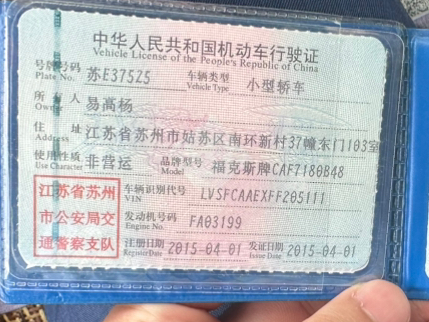 中华人民共和国机动车行驶证
Vehicle License of the People's Republic of China
号牌号码 苏E375Z5 车辆类型 小型轿车
Plate No. Vehicle Type
所有人 易高杨
Owner
住址 江苏省苏州市姑苏区南环新村37幢东门103室
Address
使用性质 非营运 品牌型号 福克斯牌CAF7180B48
Use Character Model
江苏省苏州
市公安局交
通警察支队
车辆识别代号 LVSFCAAEXFF205111
VIN
发动机号码 FA03199
Engine No.
注册日期 2015-04-01 发证日期 2015-04-01
Register Date Issue Date